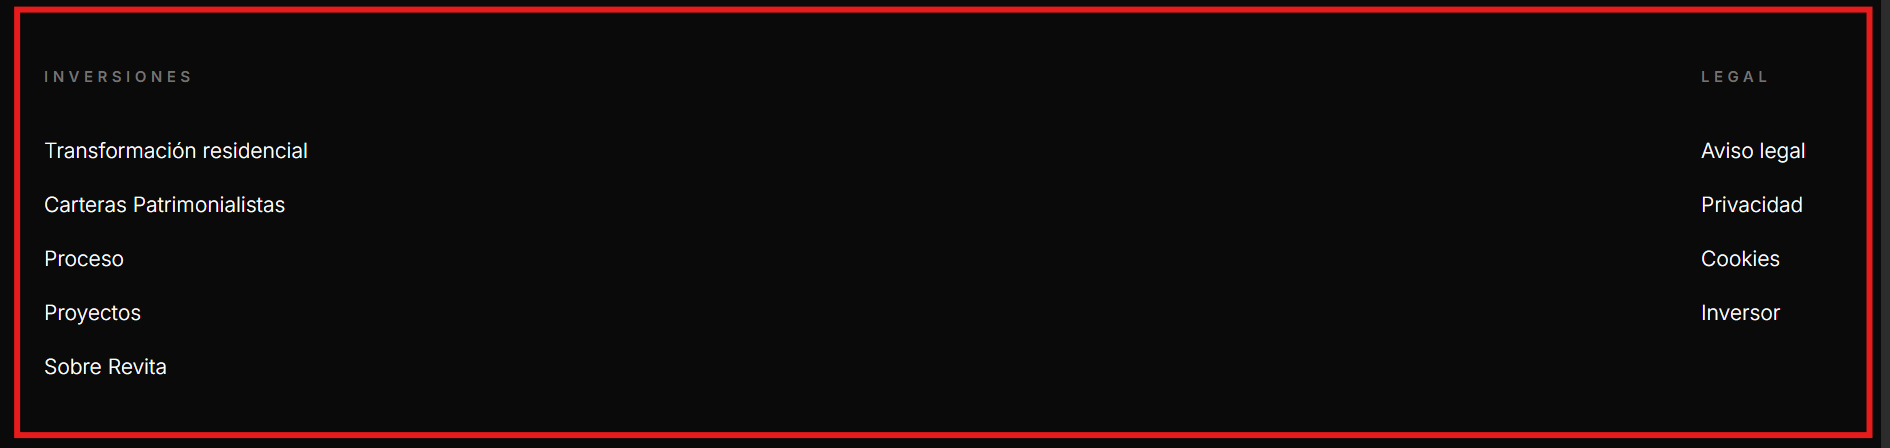 INVERSIONES
Transformación residencial
Carteras Patrimonialistas
Proceso
Proyectos
Sobre Revita
LEGAL
Aviso legal
Privacidad
Cookies
Inversor